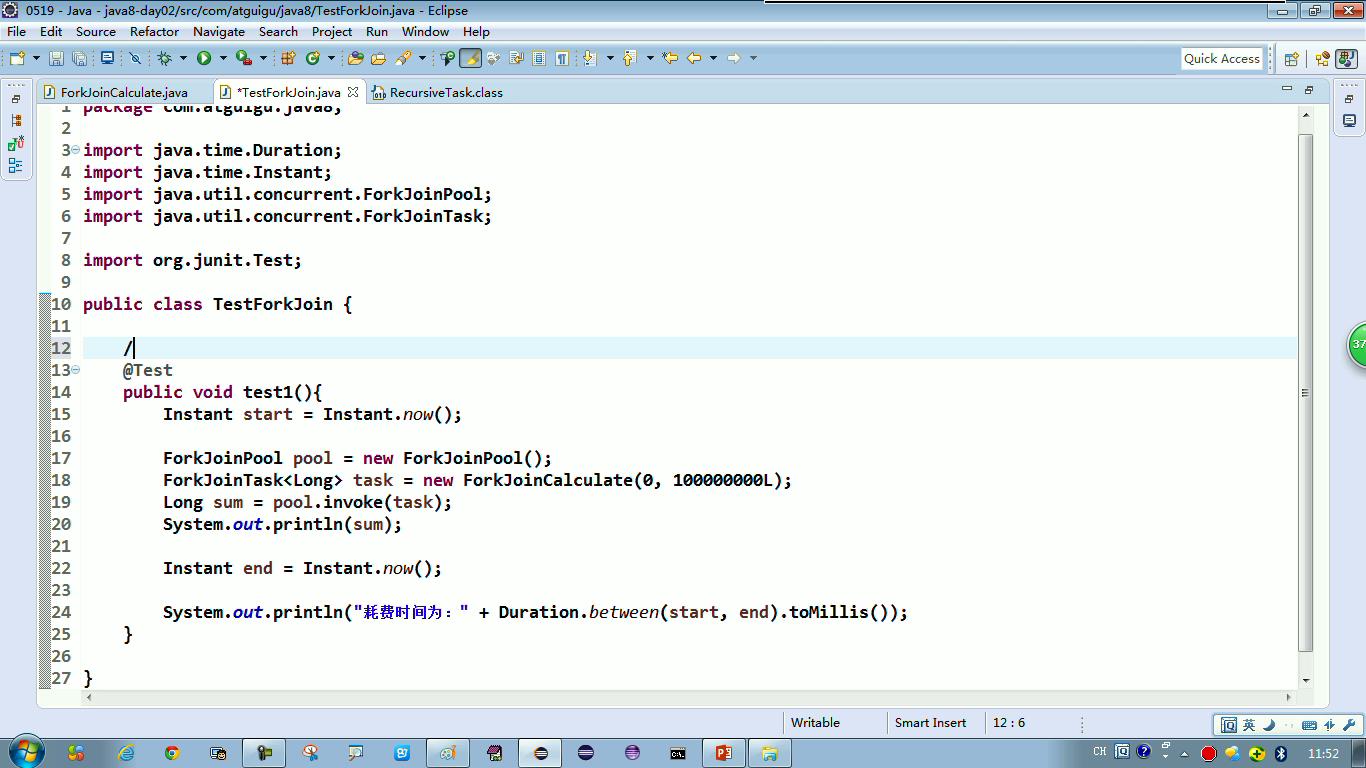 0519 - Java - java8-day02/src/com/atguigu/java8/TestForkJoin.java - Eclipse
File Edit Source Refactor Navigate Search Project Run Window Help
Quick Access
ForkJoinCalculate.java *TestForkJoin.java RecursiveTask.class
1 package com.atguigu.java8;
2
3 import java.time.Duration;
4 import java.time.Instant;
5 import java.util.concurrent.ForkJoinPool;
6 import java.util.concurrent.ForkJoinTask;
7
8 import org.junit.Test;
9
10 public class TestForkJoin {
11
12 /
13 @Test
14 public void test1(){
15 Instant start = Instant.now();
16
17 ForkJoinPool pool = new ForkJoinPool();
18 ForkJoinTask<Long> task = new ForkJoinCalculate(0, 100000000L);
19 Long sum = pool.invoke(task);
20 System.out.println(sum);
21
22 Instant end = Instant.now();
23
24 System.out.println("耗费时间为：" + Duration.between(start, end).toMillis());
25 }
26
27 }
37
Writable Smart Insert 12 : 6
英
CH 11:52